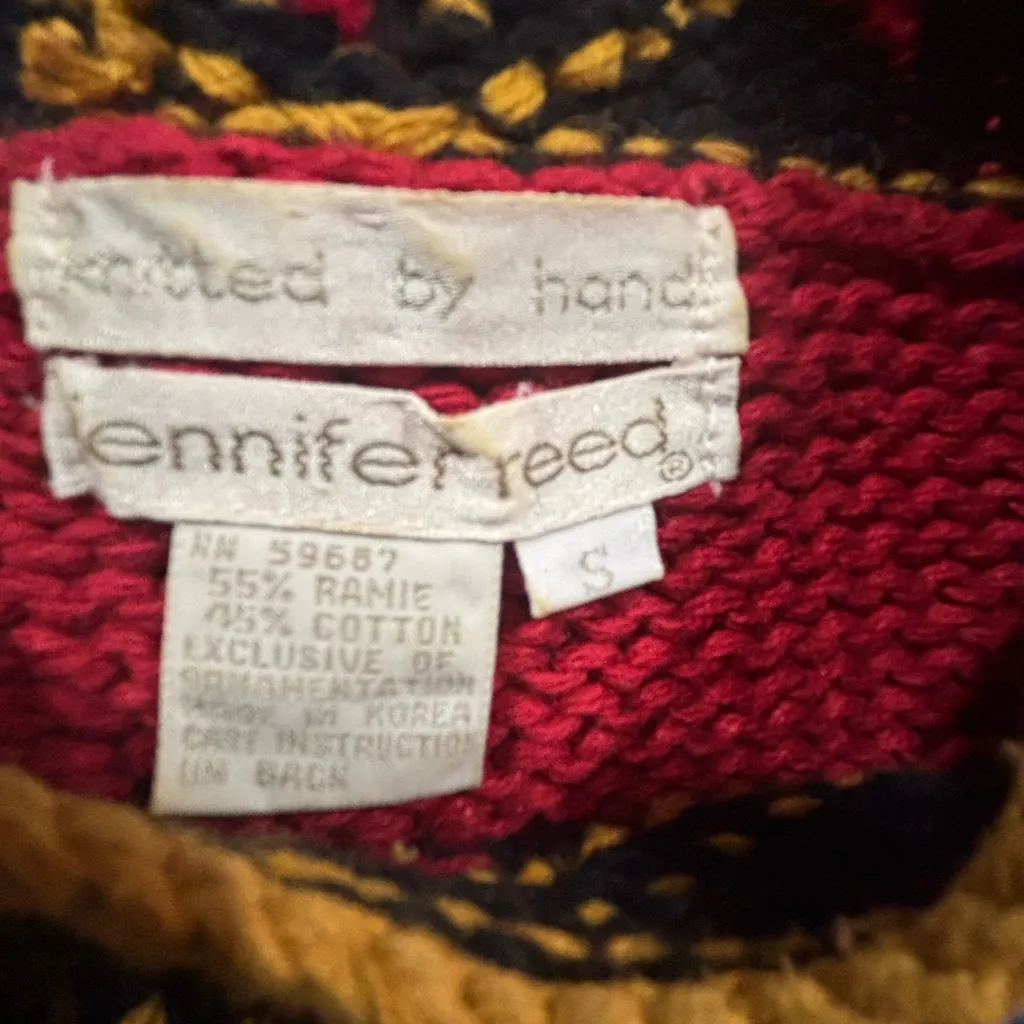 knitted by hand
jennifer reed®
S
RN 59687
55% RAMIE
45% COTTON
EXCLUSIVE OF
ORNAMENTATION
MADE IN KOREA
CARE INSTRUCTION
ON BACK